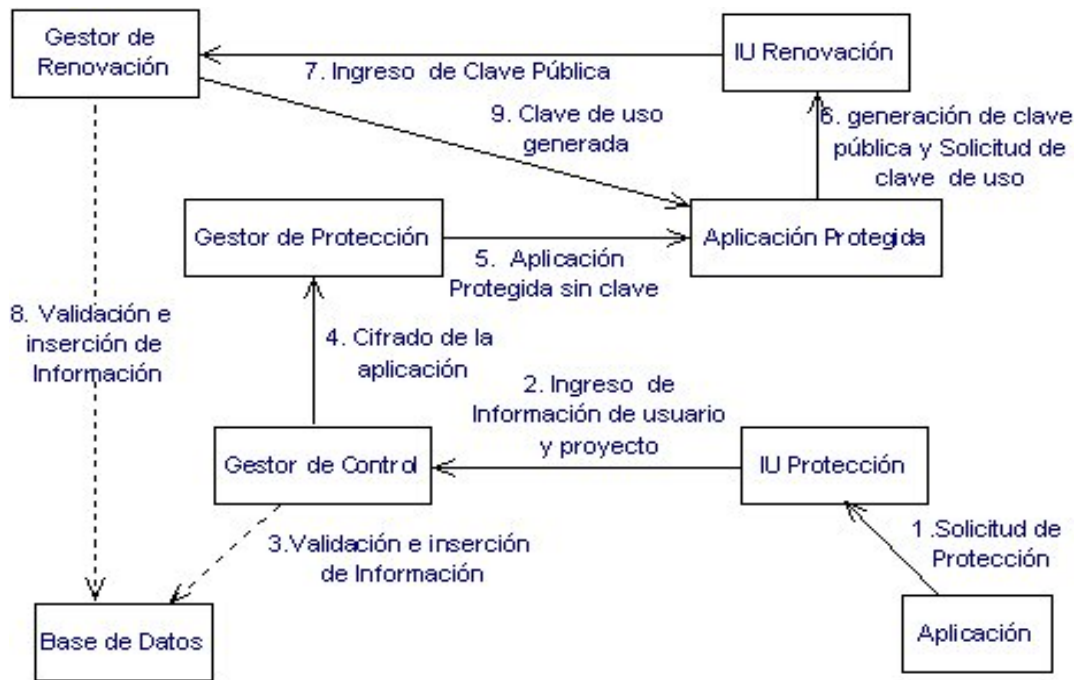 Gestor de
Renovación
IU Renovación
7. Ingreso de Clave Pública
9. Clave de uso
generada
6. generación de clave
pública y Solicitud de
clave de uso
Gestor de Protección
Aplicación Protegida
5. Aplicación
Protegida sin clave
8. Validación e
inserción de
Información
4. Cifrado de la
aplicación
2. Ingreso de
Información de usuario
y proyecto
Gestor de Control
IU Protección
3.Validación e inserción
de Información
1.Solicitud de
Protección
Base de Datos
Aplicación